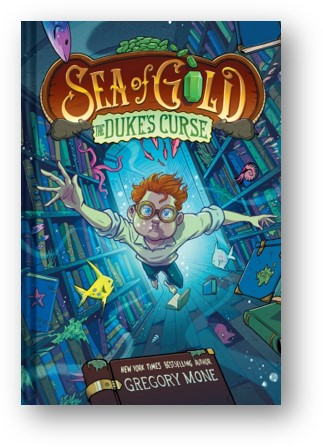 SEA OF GOLD
THE DUKE'S CURSE
NEW YORK TIMES BESTSELLING AUTHOR
GREGORY MONE